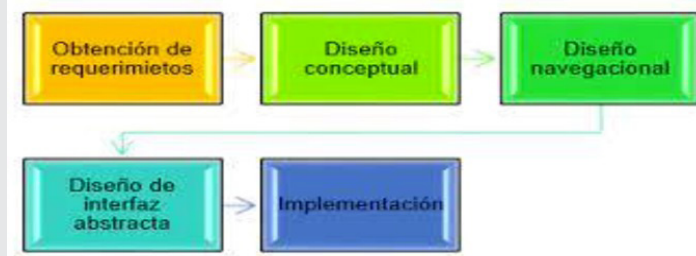 Obtención de
requerimietos
Diseño
conceptual
Diseño
navegacional
Diseño de
interfaz
abstracta
Implementación